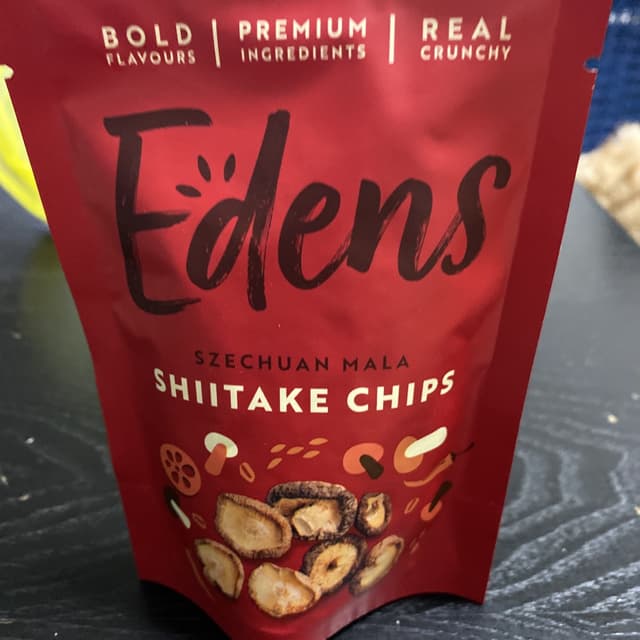 BOLD FLAVOURS
PREMIUM INGREDIENTS
REAL CRUNCHY
Edens
SZECHUAN MALA
SHIITAKE CHIPS